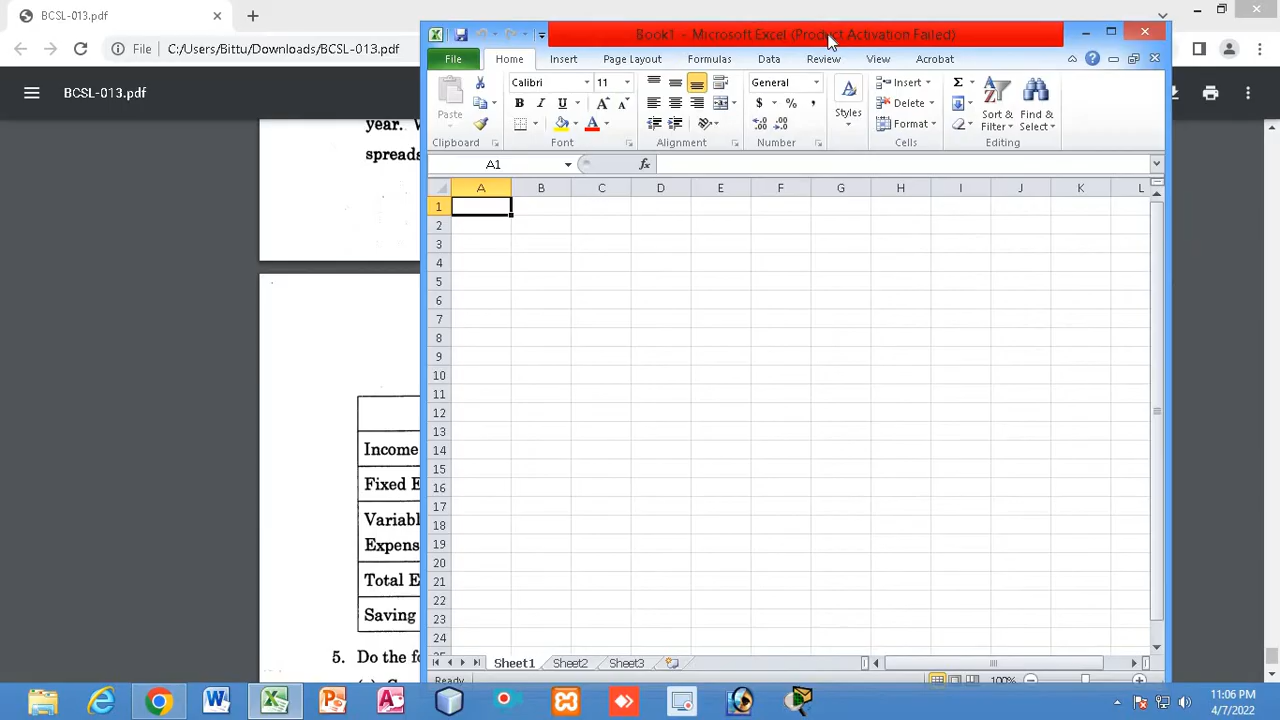 BCSL-013.pdf
File
C:/Users/Bittu/Downloads/BCSL-013.pdf
BCSL-013.pdf
year.
spreads
Income
Fixed E
Variabl
Expens
Total E
Saving
5. Do the fo
Book1 - Microsoft Excel (Product Activation Failed)
File Home Insert Page Layout Formulas Data Review View Acrobat
Paste
Calibri 11
B I U
General
$ % ,
Styles
Insert
Delete
Format
Sort & Filter
Find & Select
Clipboard Font Alignment Number Cells Editing
A1 fx
A B C D E F G H I J K L
1
2
3
4
5
6
7
8
9
10
11
12
13
14
15
16
17
18
19
20
21
22
23
24
Sheet1 Sheet2 Sheet3
Ready 100%
11:06 PM
4/7/2022